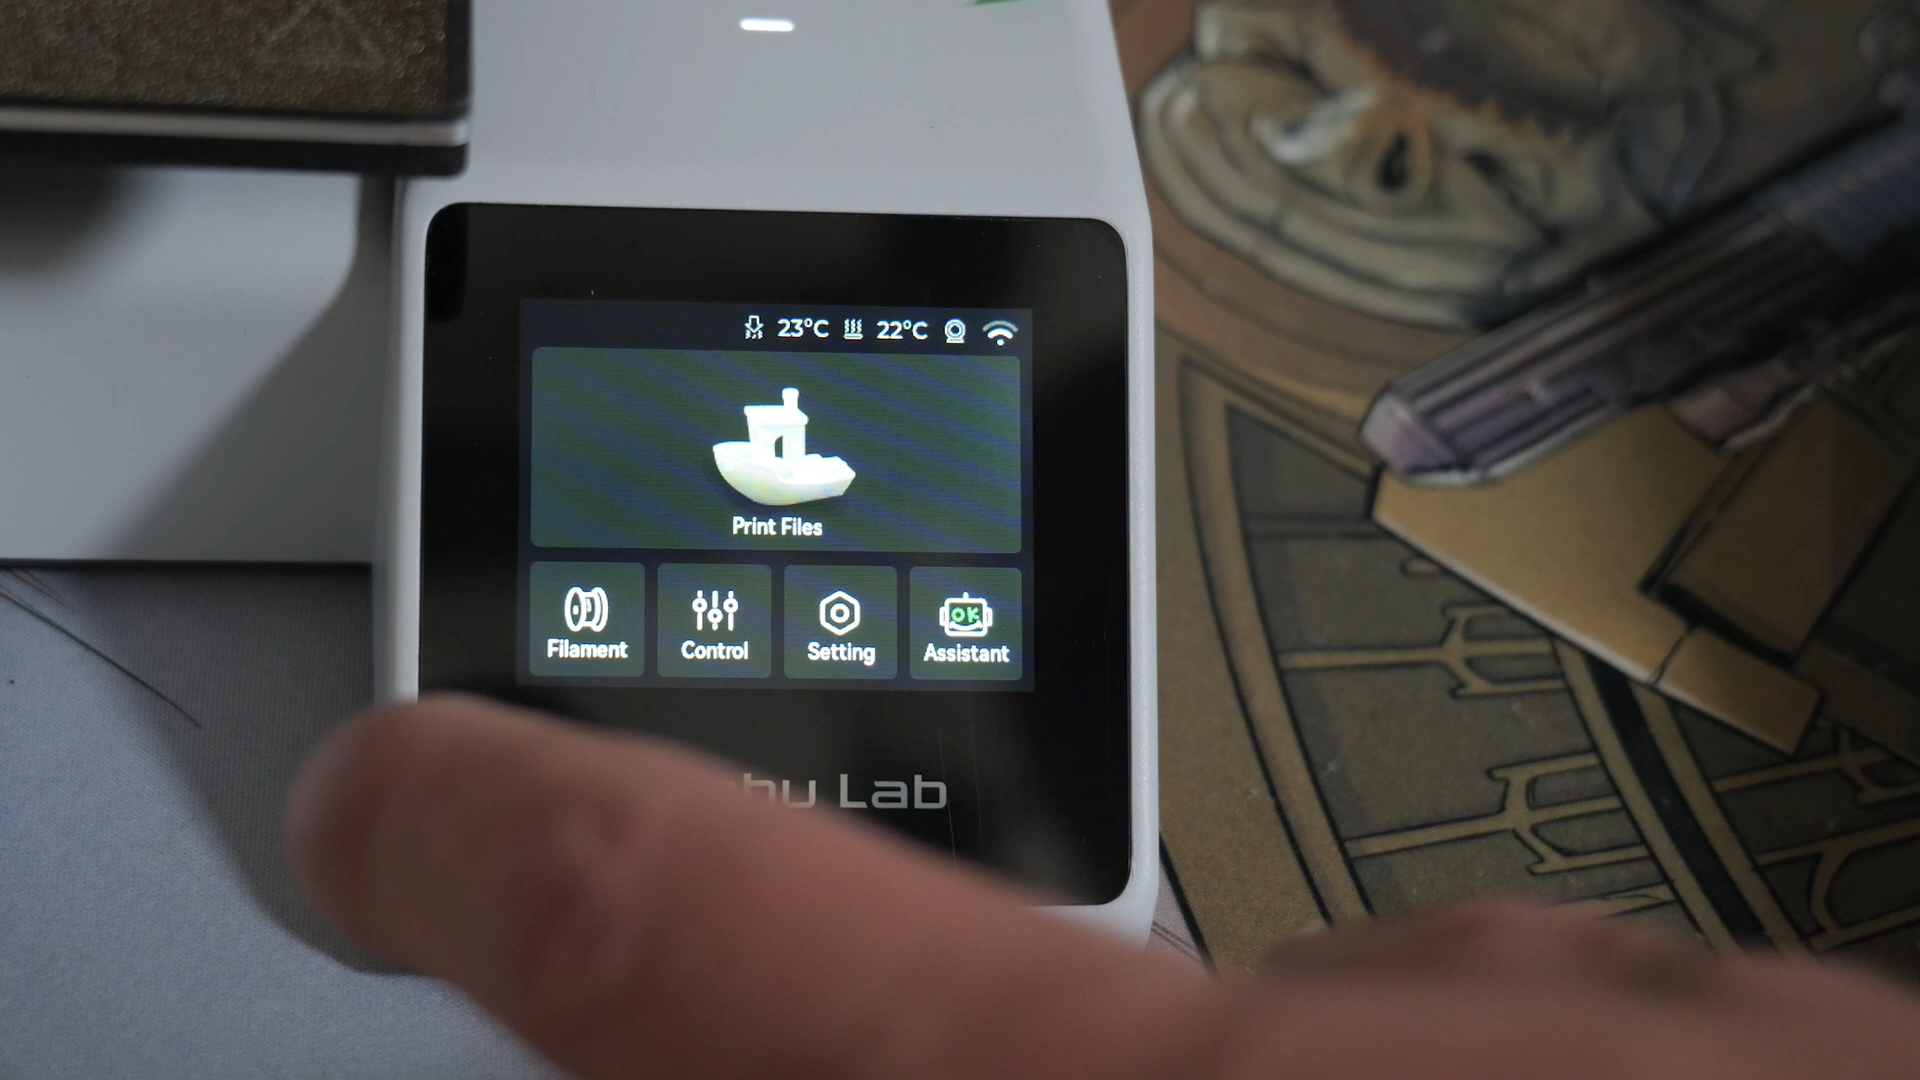 23°C 22°C
Print Files
Filament Control Setting Assistant
OK
Lab